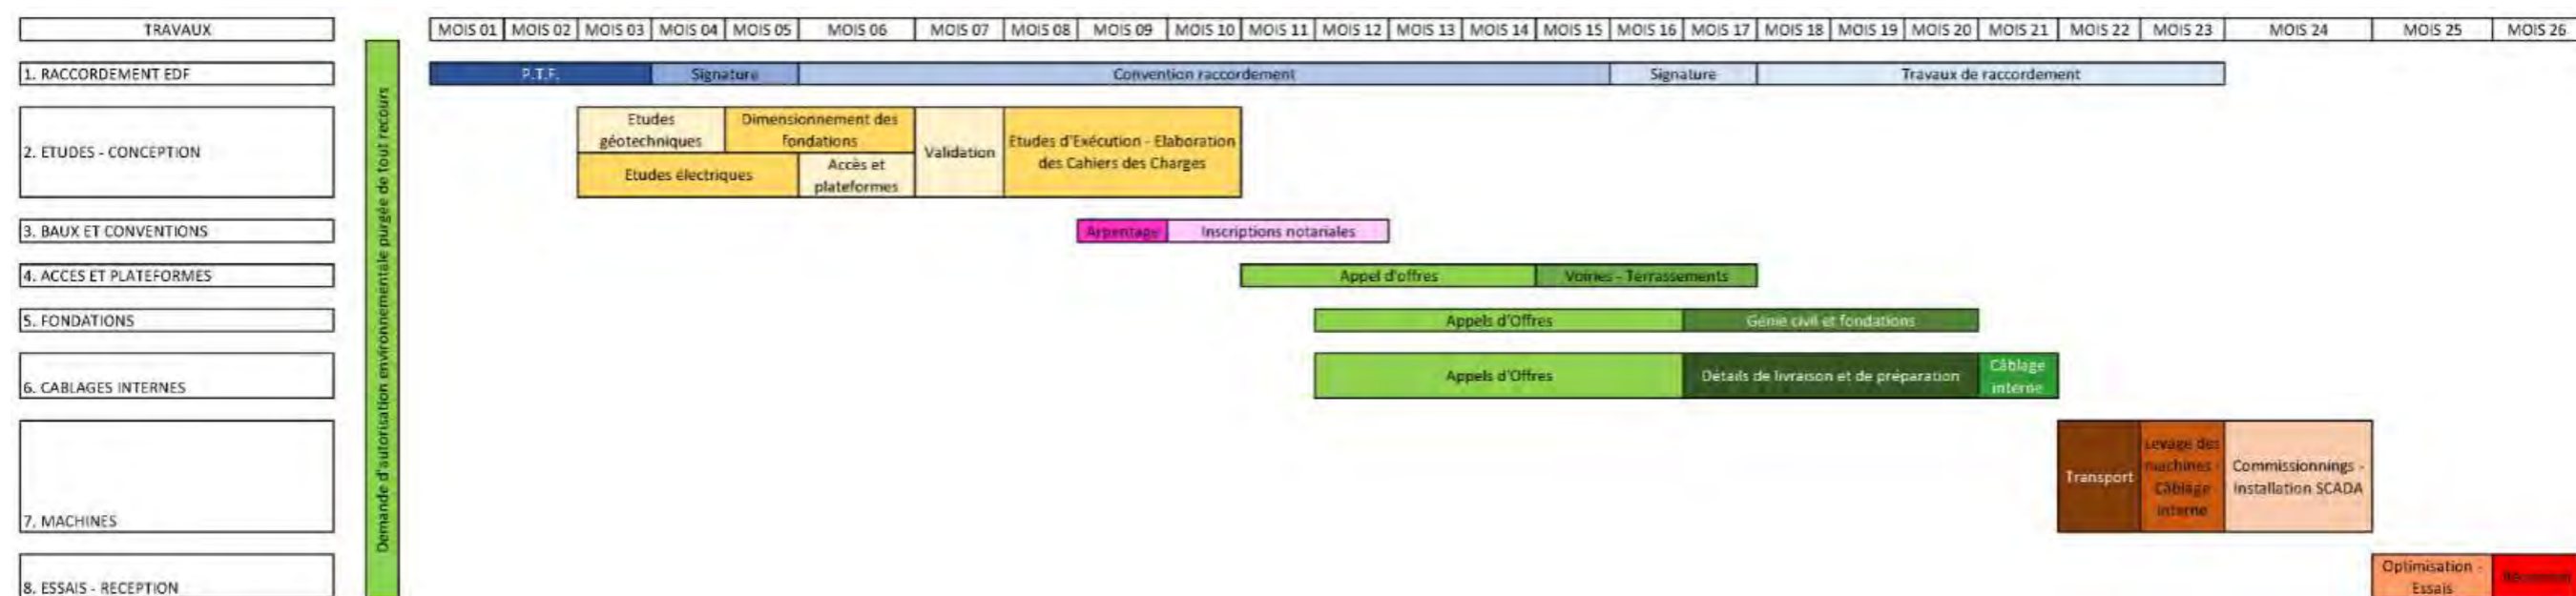 TRAVAUX
MOIS 01 MOIS 02 MOIS 03 MOIS 04 MOIS 05 MOIS 06 MOIS 07 MOIS 08 MOIS 09 MOIS 10 MOIS 11 MOIS 12 MOIS 13 MOIS 14 MOIS 15 MOIS 16 MOIS 17 MOIS 18 MOIS 19 MOIS 20 MOIS 21 MOIS 22 MOIS 23 MOIS 24 MOIS 25 MOIS 26
Demande d'autorisation environnementale purgée de tout recours
1. RACCORDEMENT EDF
P.T.F.
Signature
Convention raccordement
Signature
Travaux de raccordement
2. ETUDES - CONCEPTION
Etudes
géotechniques
Dimensionnement des
fondations
Etudes électriques
Accès et
plateformes
Validation
Etudes d'Exécution - Elaboration
des Cahiers des Charges
3. BAUX ET CONVENTIONS
Arpentage
Inscriptions notariales
4. ACCES ET PLATEFORMES
Appel d'offres
Voiries - Terrassements
5. FONDATIONS
Appels d'Offres
Génie civil et fondations
6. CABLAGES INTERNES
Appels d'Offres
Détails de livraison et de préparation
Câblage
interne
7. MACHINES
Transport
Levage des
machines -
Câblage
interne
Commissionnings -
Installation SCADA
8. ESSAIS - RECEPTION
Optimisation -
Essais
Réception